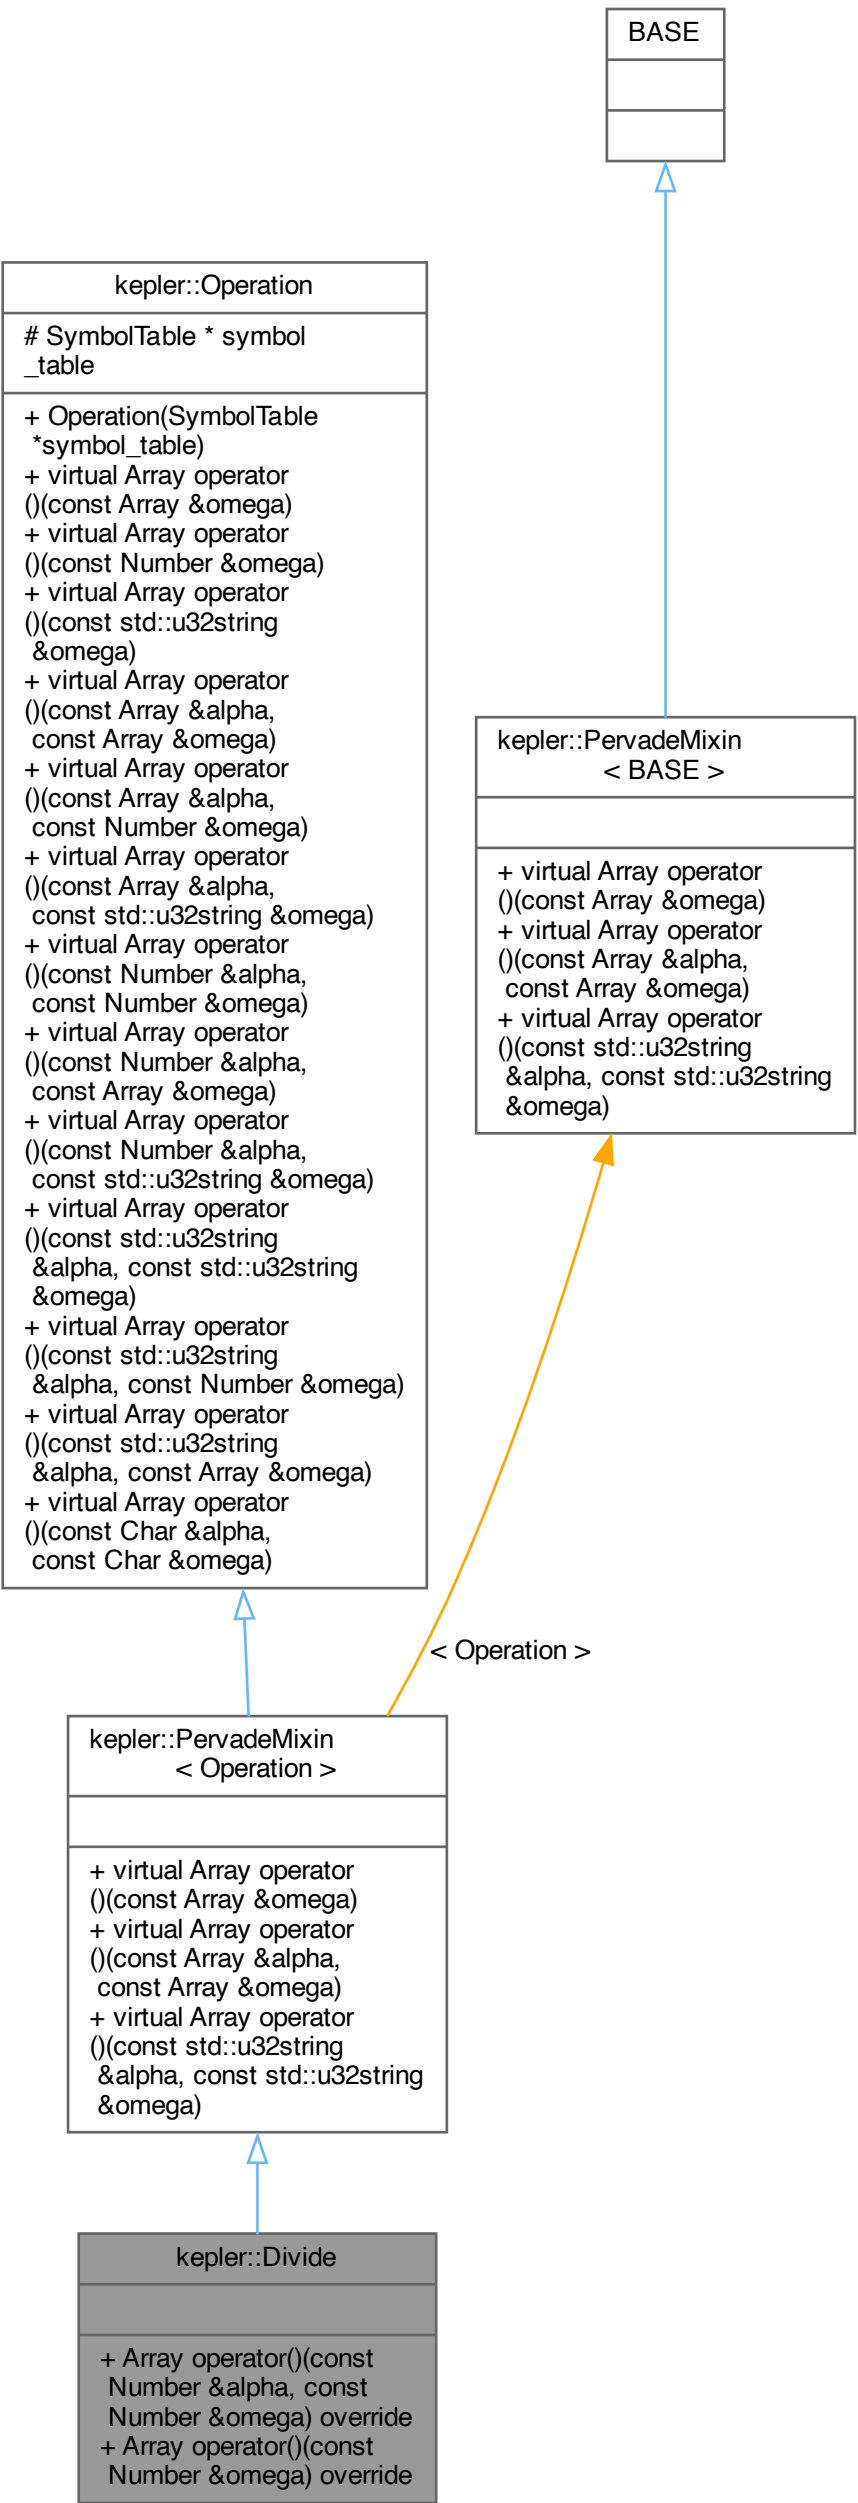 BASE
kepler::Operation
# SymbolTable * symbol
_table
+ Operation(SymbolTable
*symbol_table)
+ virtual Array operator
()(const Array &omega)
+ virtual Array operator
()(const Number &omega)
+ virtual Array operator
()(const std::u32string
&omega)
+ virtual Array operator
()(const Array &alpha,
const Array &omega)
+ virtual Array operator
()(const Array &alpha,
const Number &omega)
+ virtual Array operator
()(const Array &alpha,
const std::u32string &omega)
+ virtual Array operator
()(const Number &alpha,
const Number &omega)
+ virtual Array operator
()(const Number &alpha,
const Array &omega)
+ virtual Array operator
()(const Number &alpha,
const std::u32string &omega)
+ virtual Array operator
()(const std::u32string
&alpha, const std::u32string
&omega)
+ virtual Array operator
()(const std::u32string
&alpha, const Number &omega)
+ virtual Array operator
()(const std::u32string
&alpha, const Array &omega)
+ virtual Array operator
()(const Char &alpha,
const Char &omega)
kepler::PervadeMixin
< BASE >
+ virtual Array operator
()(const Array &omega)
+ virtual Array operator
()(const Array &alpha,
const Array &omega)
+ virtual Array operator
()(const std::u32string
&alpha, const std::u32string
&omega)
< Operation >
kepler::PervadeMixin
< Operation >
+ virtual Array operator
()(const Array &omega)
+ virtual Array operator
()(const Array &alpha,
const Array &omega)
+ virtual Array operator
()(const std::u32string
&alpha, const std::u32string
&omega)
kepler::Divide
+ Array operator()(const
Number &alpha, const
Number &omega) override
+ Array operator()(const
Number &omega) override